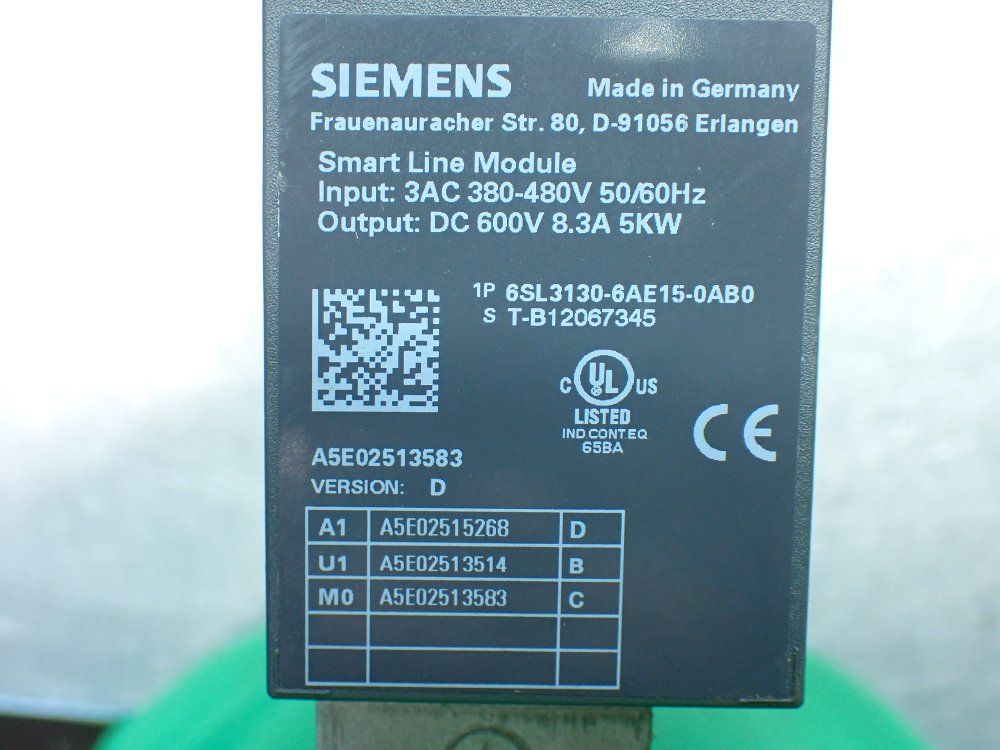 SIEMENS Made in Germany
Frauenauracher Str. 80, D-91056 Erlangen
Smart Line Module
Input: 3AC 380-480V 50/60Hz
Output: DC 600V 8.3A 5KW
1P 6SL3130-6AE15-0AB0
S T-B12067345
C UL US
LISTED
IND.CONT.EQ
65BA
CE
A5E02513583
VERSION: D
A1 A5E02515268 D
U1 A5E02513514 B
M0 A5E02513583 C